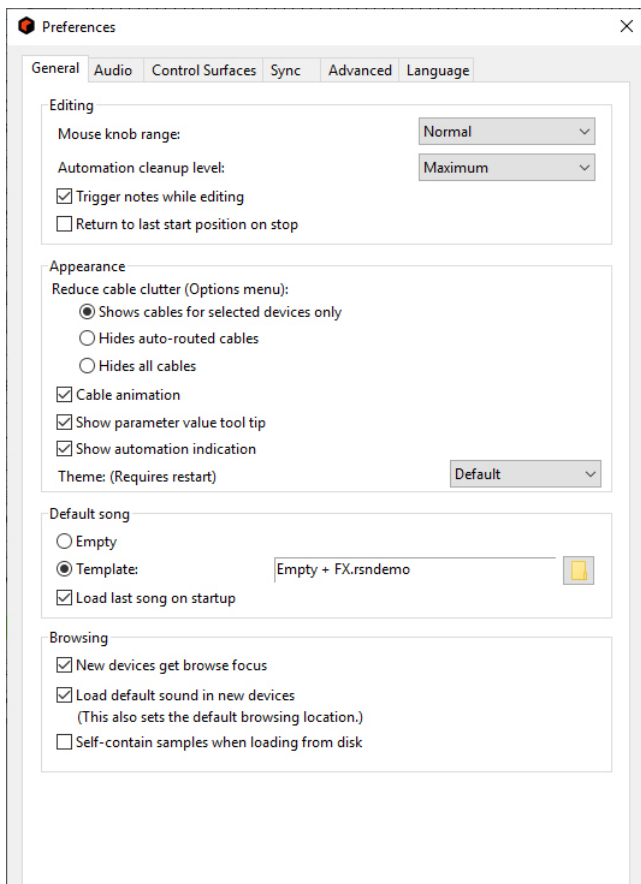 Preferences
General Audio Control Surfaces Sync Advanced Language
Editing
Mouse knob range: Normal
Automation cleanup level: Maximum
Trigger notes while editing
Return to last start position on stop
Appearance
Reduce cable clutter (Options menu):
Shows cables for selected devices only
Hides auto-routed cables
Hides all cables
Cable animation
Show parameter value tool tip
Show automation indication
Theme: (Requires restart) Default
Default song
Empty
Template: Empty + FX.rsndemo
Load last song on startup
Browsing
New devices get browse focus
Load default sound in new devices
(This also sets the default browsing location.)
Self-contain samples when loading from disk